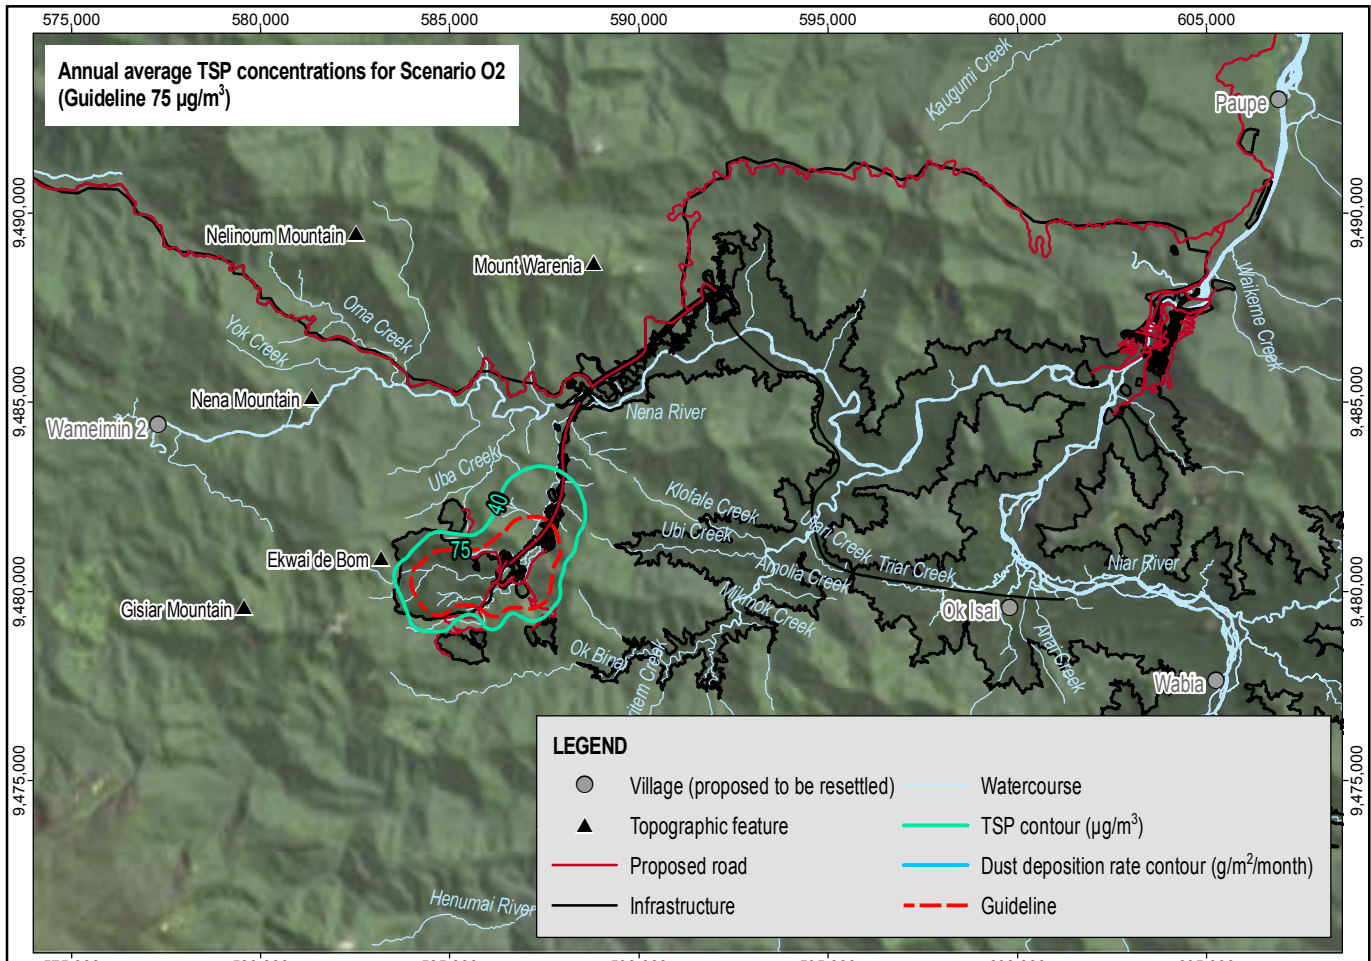 575,000
580,000
585,000
590,000
595,000
600,000
605,000
Annual average TSP concentrations for Scenario O2
(Guideline 75 µg/m³)
Kaugumi Creek
Paupe
9,490,000
9,490,000
Nelinoum Mountain
Mount Warenia
Oma Creek
Yok Creek
Waikeme Creek
9,485,000
9,485,000
Nena Mountain
Nena River
Wameimin 2
Uba Creek
40
Klofale Creek
Ubi Creek
Utari Creek
75
Ekwai de Bom
Triar Creek
Niar River
Amolia Creek
9,480,000
9,480,000
Gisiar Mountain
Miknok Creek
Ok Isai
Anai Creek
Ok Binai
Wabia
9,475,000
9,475,000
LEGEND
Village (proposed to be resettled)
Topographic feature
Proposed road
Infrastructure
Watercourse
TSP contour (µg/m³)
Dust deposition rate contour (g/m²/month)
Guideline
Henumai River